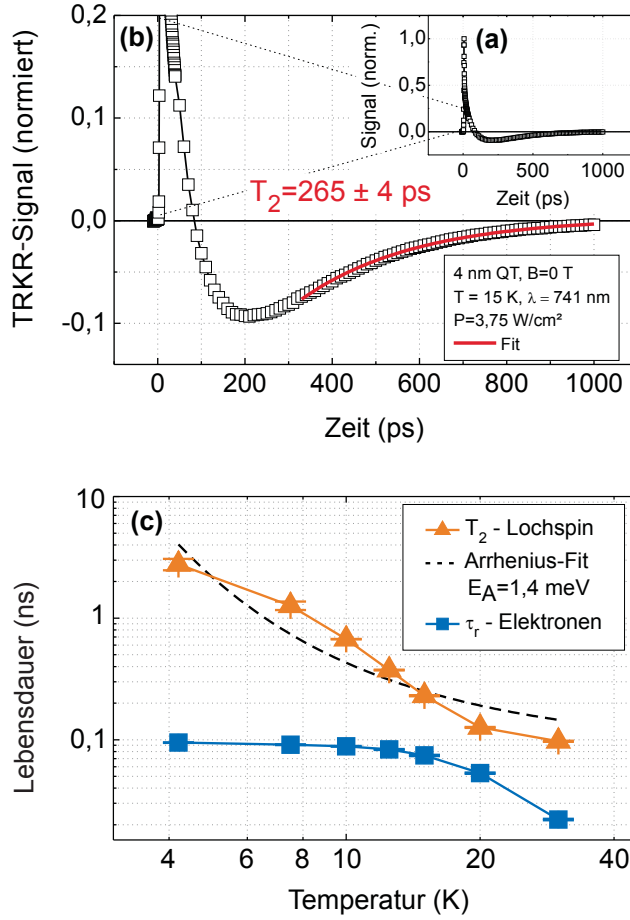 (b)
(a)
TRKR-Signal (normiert)
0,2
0,1
0,0
-0,1
Signal (norm.)
1,0
0,5
0.0
0
500
1000
Zeit (ps)
T2=265 ± 4 ps
4 nm QT, B=0 T
T = 15 K, λ = 741 nm
P=3,75 W/cm²
Fit
0
200
400
600
800
1000
Zeit (ps)
(c)
Lebensdauer (ns)
10
1
0,1
T2 - Lochspin
Arrhenius-Fit
EA=1,4 meV
τr - Elektronen
4
6
8
10
20
40
Temperatur (K)